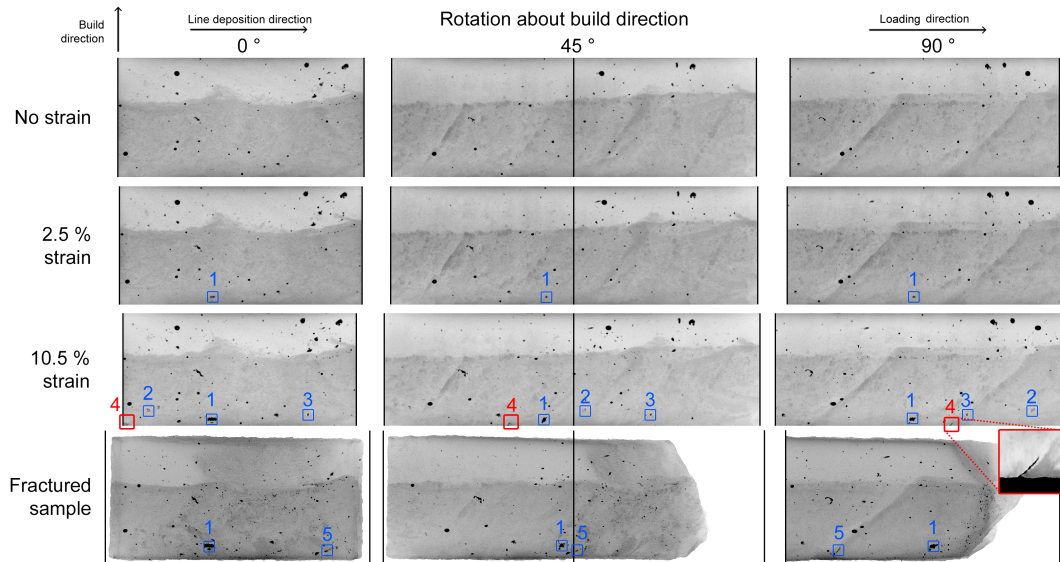 Build
direction
Line deposition direction
Rotation about build direction
Loading direction
0 °
45 °
90 °
No strain
2.5 %
strain
1
1
1
10.5 %
strain
4
2
1
3
4
1
2
3
1
4
3
2
Fractured
sample
1
5
1
5
5
1